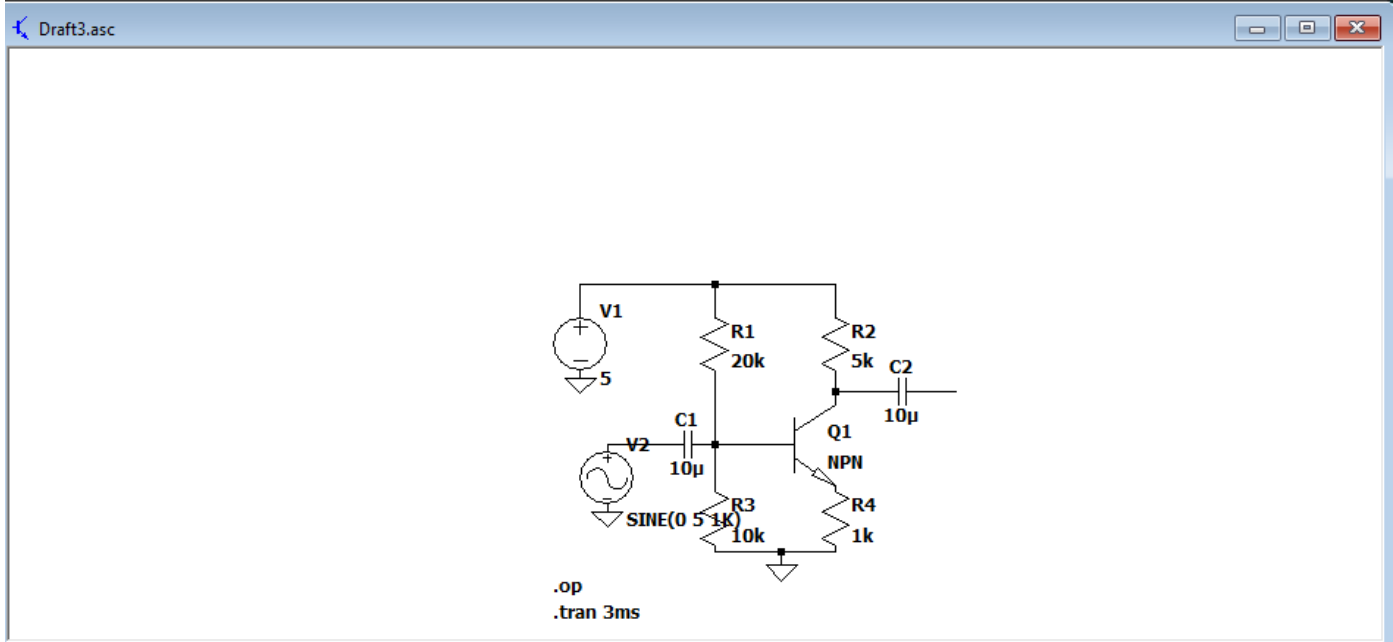 Draft3.asc
V1
5
R1
20k
R2
5k
C2
10µ
C1
10µ
V2
SINE(0 5 1K)
Q1
NPN
R3
10k
R4
1k
.op
.tran 3ms